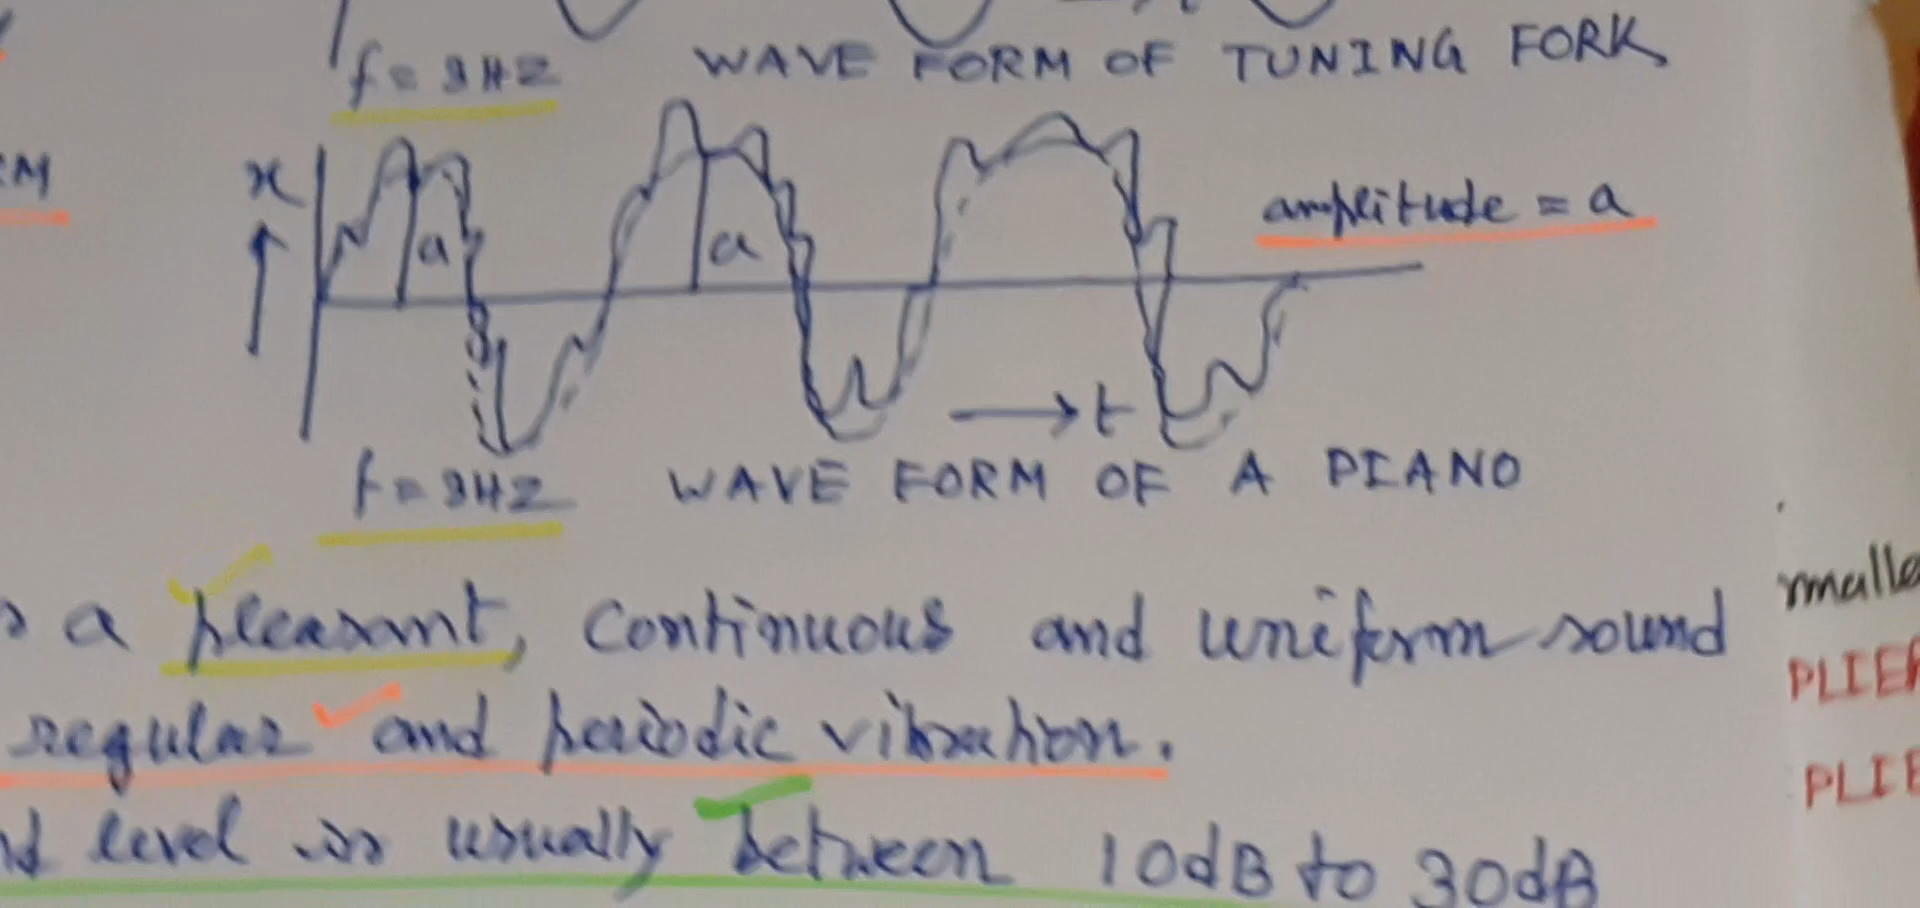 f = 3HZ WAVE FORM OF TUNING FORK
x
a
a
amplitude = a
t
f = 3HZ WAVE FORM OF A PIANO
a pleasant, continuous and uniform sound
regular and periodic vibration.
level is usually between 10dB to 30dB
PLIE